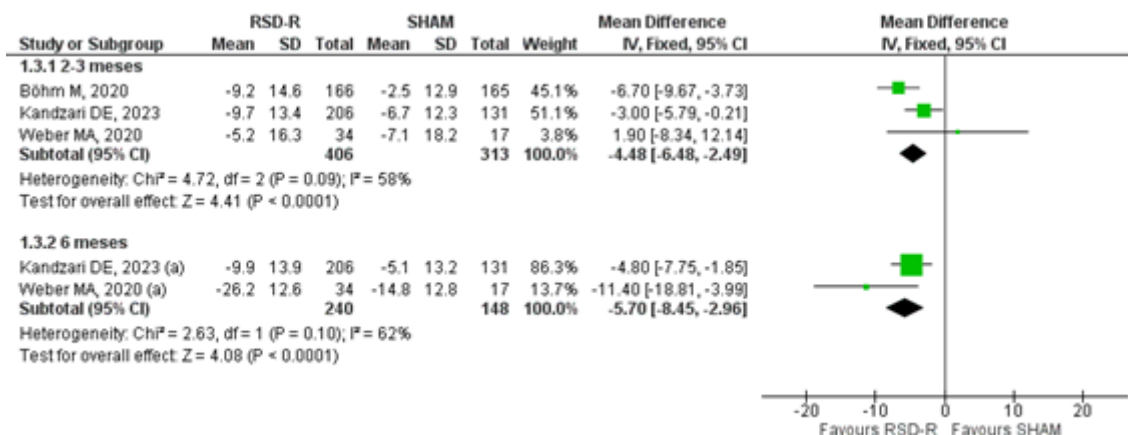 RSD-R SHAM Mean Difference Mean Difference
Study or Subgroup Mean SD Total Mean SD Total Weight IV, Fixed, 95% CI IV, Fixed, 95% CI
1.3.1 2-3 meses
Böhm M, 2020 -9.2 14.6 166 -2.5 12.9 165 45.1% -6.70 [-9.67, -3.73]
Kandzari DE, 2023 -9.7 13.4 206 -6.7 12.3 131 51.1% -3.00 [-5.79, -0.21]
Weber MA, 2020 -5.2 16.3 34 -7.1 18.2 17 3.8% 1.90 [-8.34, 12.14]
Subtotal (95% CI) 406 313 100.0% -4.48 [-6.48, -2.49]
Heterogeneity: Chi² = 4.72, df = 2 (P = 0.09); I² = 58%
Test for overall effect: Z = 4.41 (P < 0.0001)
1.3.2 6 meses
Kandzari DE, 2023 (a) -9.9 13.9 206 -5.1 13.2 131 86.3% -4.80 [-7.75, -1.85]
Weber MA, 2020 (a) -26.2 12.6 34 -14.8 12.8 17 13.7% -11.40 [-18.81, -3.99]
Subtotal (95% CI) 240 148 100.0% -5.70 [-8.45, -2.96]
Heterogeneity: Chi² = 2.63, df = 1 (P = 0.10); I² = 62%
Test for overall effect: Z = 4.08 (P < 0.0001)
-20 -10 0 10 20
Favours RSD-R Favours SHAM